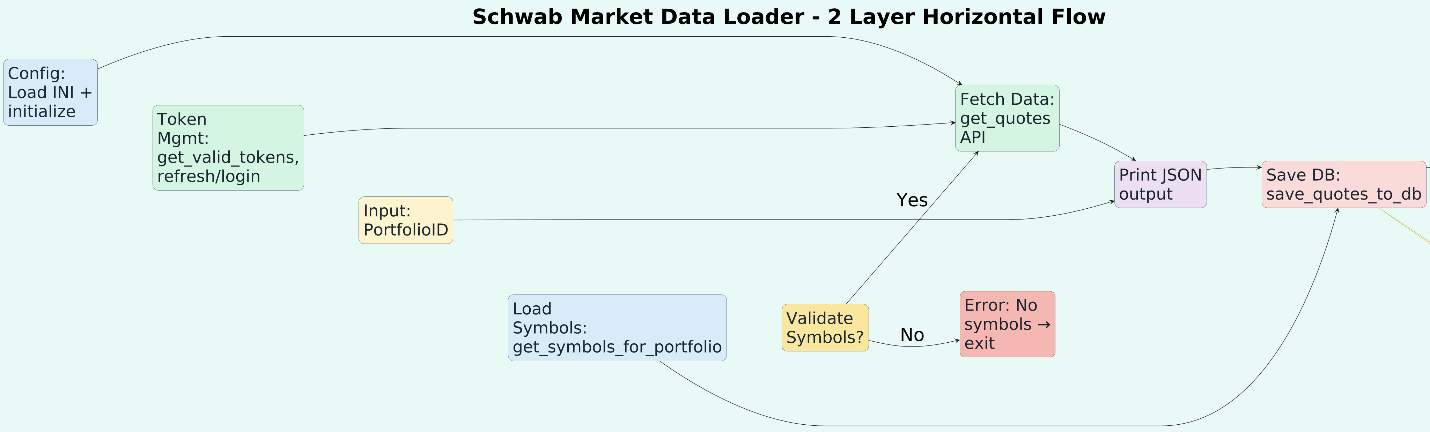 Schwab Market Data Loader - 2 Layer Horizontal Flow
Config:
Load INI +
initialize
Token
Mgmt:
get_valid_tokens,
refresh/login
Input:
PortfolioID
Load
Symbols:
get_symbols_for_portfolio
Validate
Symbols?
Yes
No
Error: No
symbols →
exit
Fetch Data:
get_quotes
API
Print JSON
output
Save DB:
save_quotes_to_db